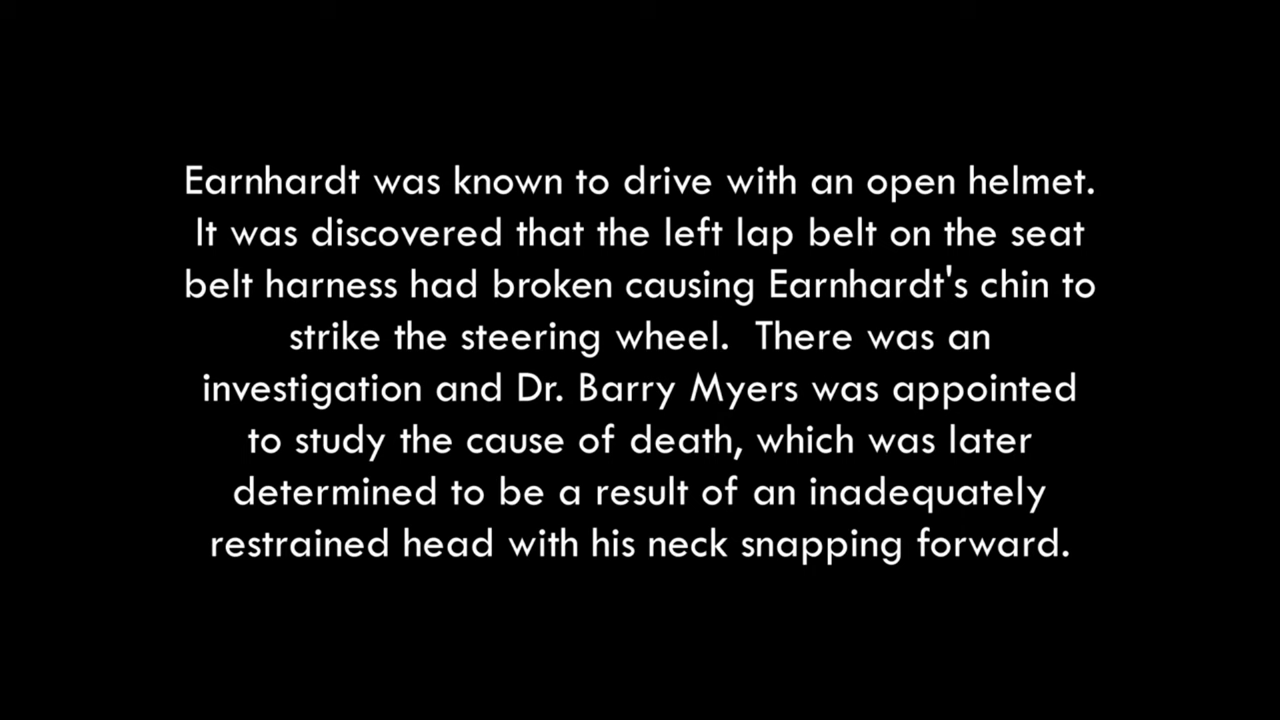 Earnhardt was known to drive with an open helmet.
It was discovered that the left lap belt on the seat
belt harness had broken causing Earnhardt's chin to
strike the steering wheel.  There was an
investigation and Dr. Barry Myers was appointed
to study the cause of death, which was later
determined to be a result of an inadequately
restrained head with his neck snapping forward.